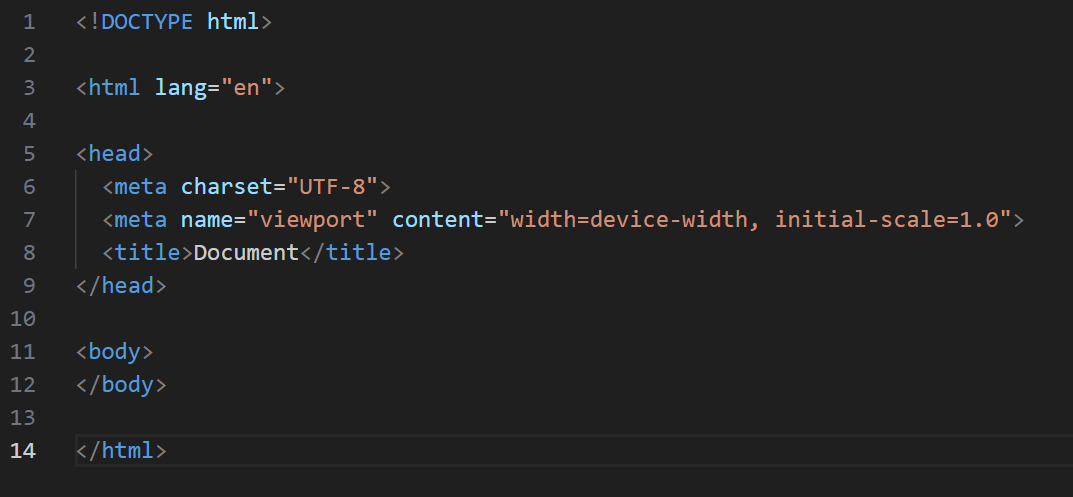 1 <!DOCTYPE html>
2
3 <html lang="en">
4
5 <head>
6   <meta charset="UTF-8">
7   <meta name="viewport" content="width=device-width, initial-scale=1.0">
8   <title>Document</title>
9 </head>
10
11 <body>
12 </body>
13
14 </html>